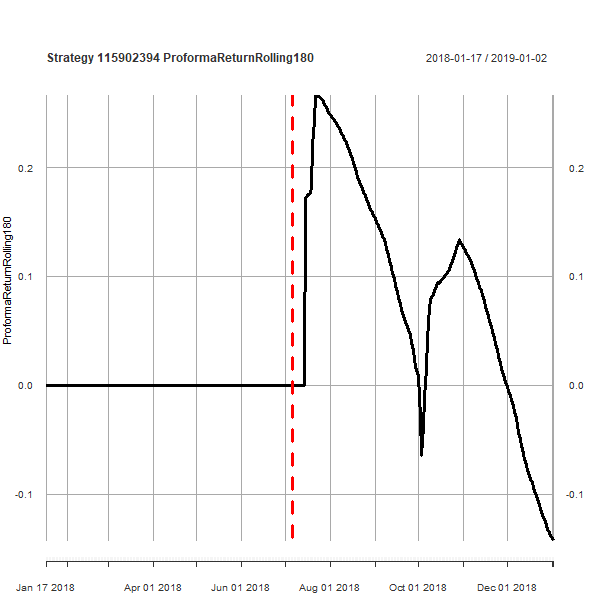 Strategy 115902394 ProformaReturnRolling180
2018-01-17 / 2019-01-02
ProformaReturnRolling180
0.2
0.1
0.0
-0.1
0.2
0.1
0.0
-0.1
Jan 17 2018
Apr 01 2018
Jun 01 2018
Aug 01 2018
Oct 01 2018
Dec 01 2018